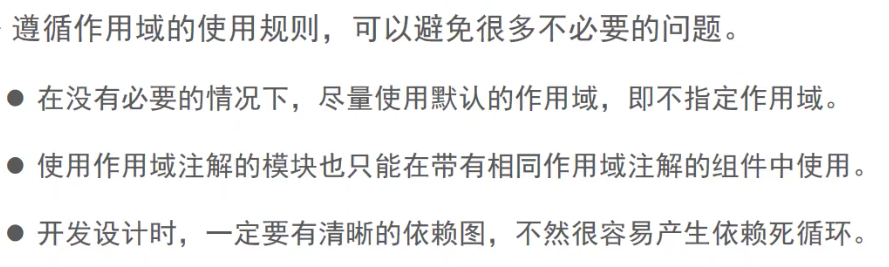 遵循作用域的使用规则，可以避免很多不必要的问题。
● 在没有必要的情况下，尽量使用默认的作用域，即不指定作用域。
● 使用作用域注解的模块也只能在带有相同作用域注解的组件中使用。
● 开发设计时，一定要有清晰的依赖图，不然很容易产生依赖死循环。